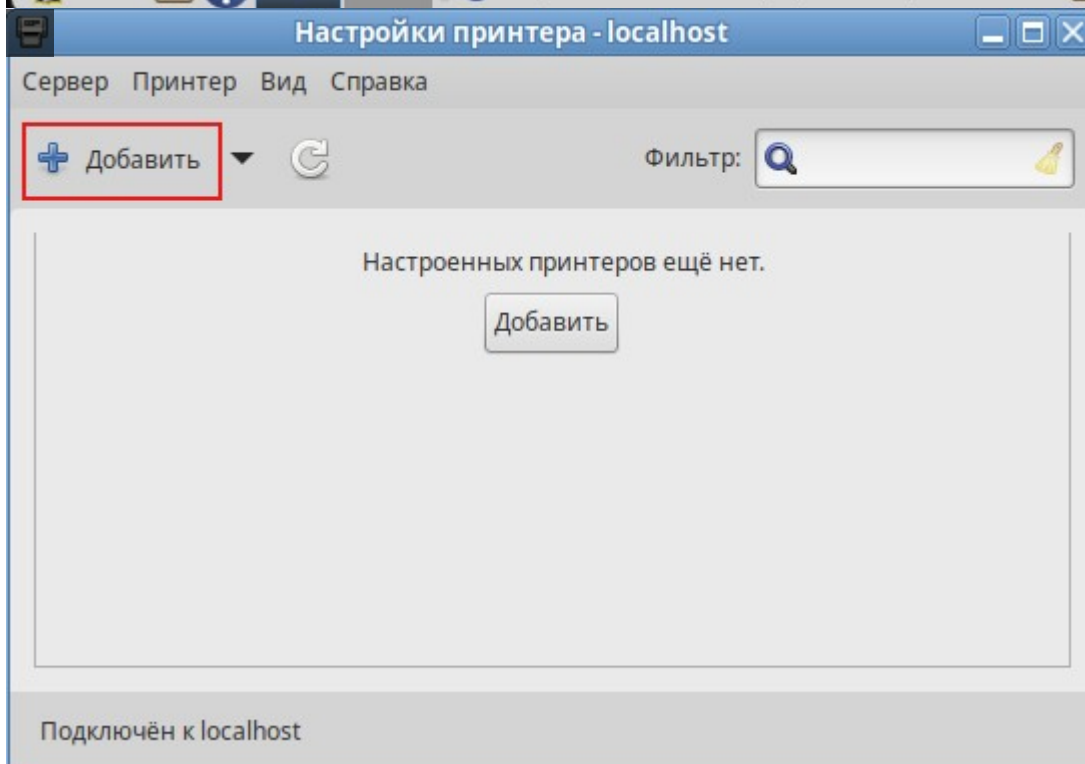 Настройки принтера - localhost
Сервер Принтер Вид Справка
Добавить Фильтр:
Настроенных принтеров ещё нет.
Добавить
Подключён к localhost